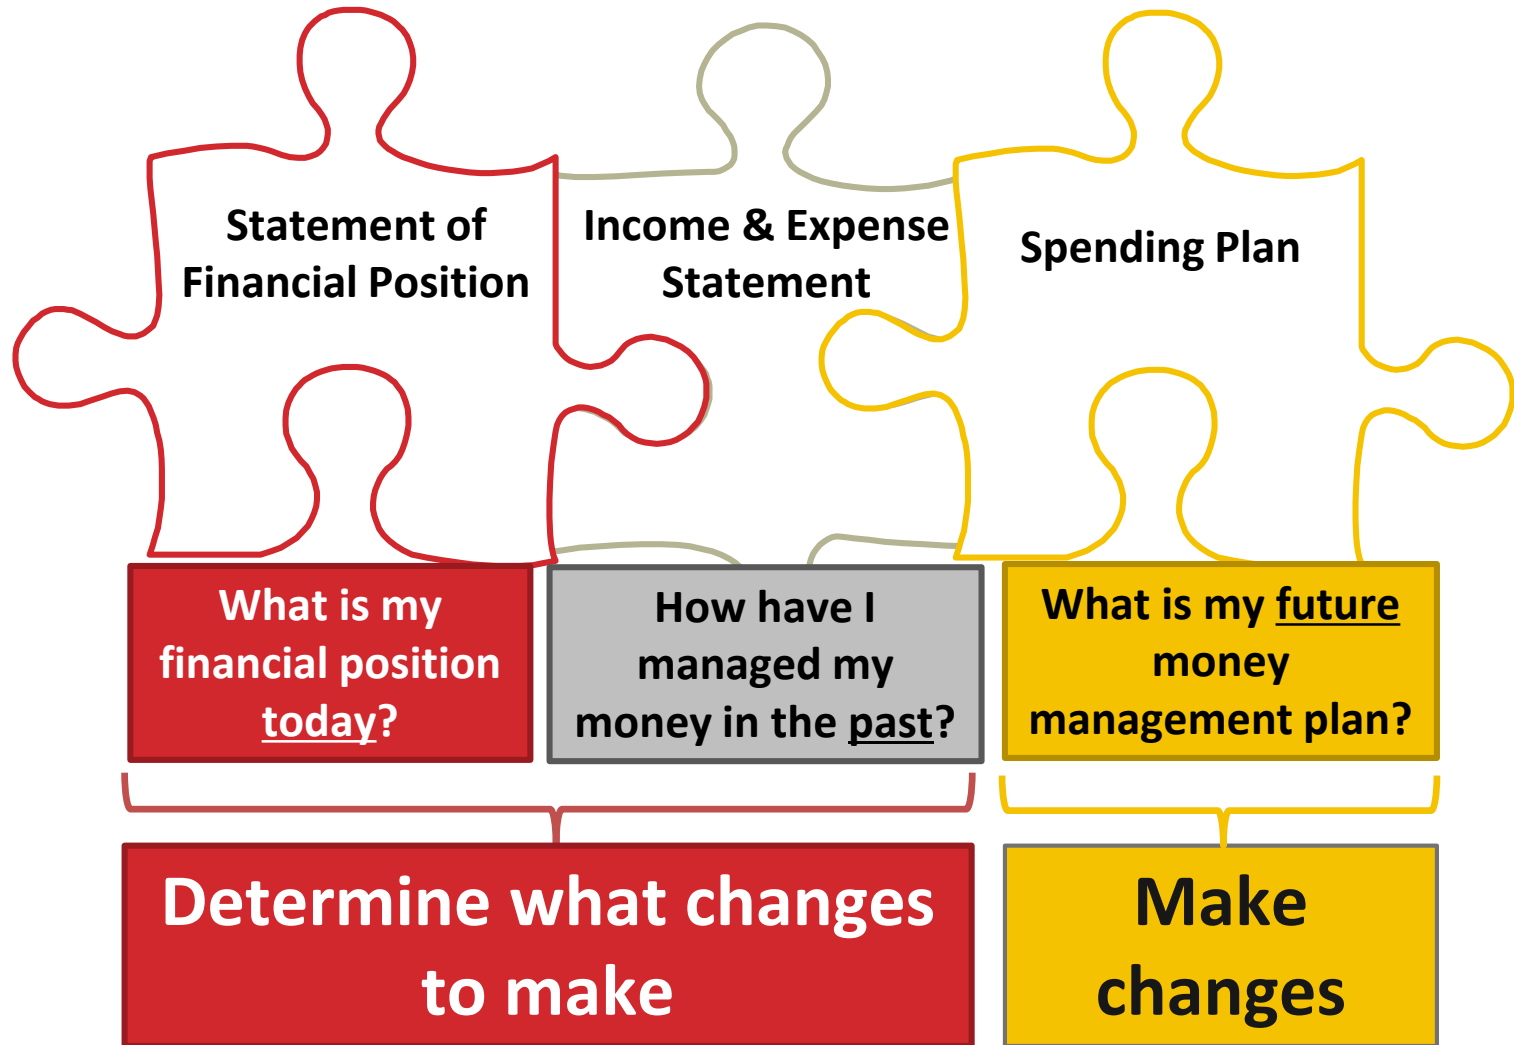 Statement of
Financial Position
Income & Expense
Statement
Spending Plan
What is my
financial position
today?
How have I
managed my
money in the past?
What is my future
money
management plan?
Determine what changes
to make
Make
changes